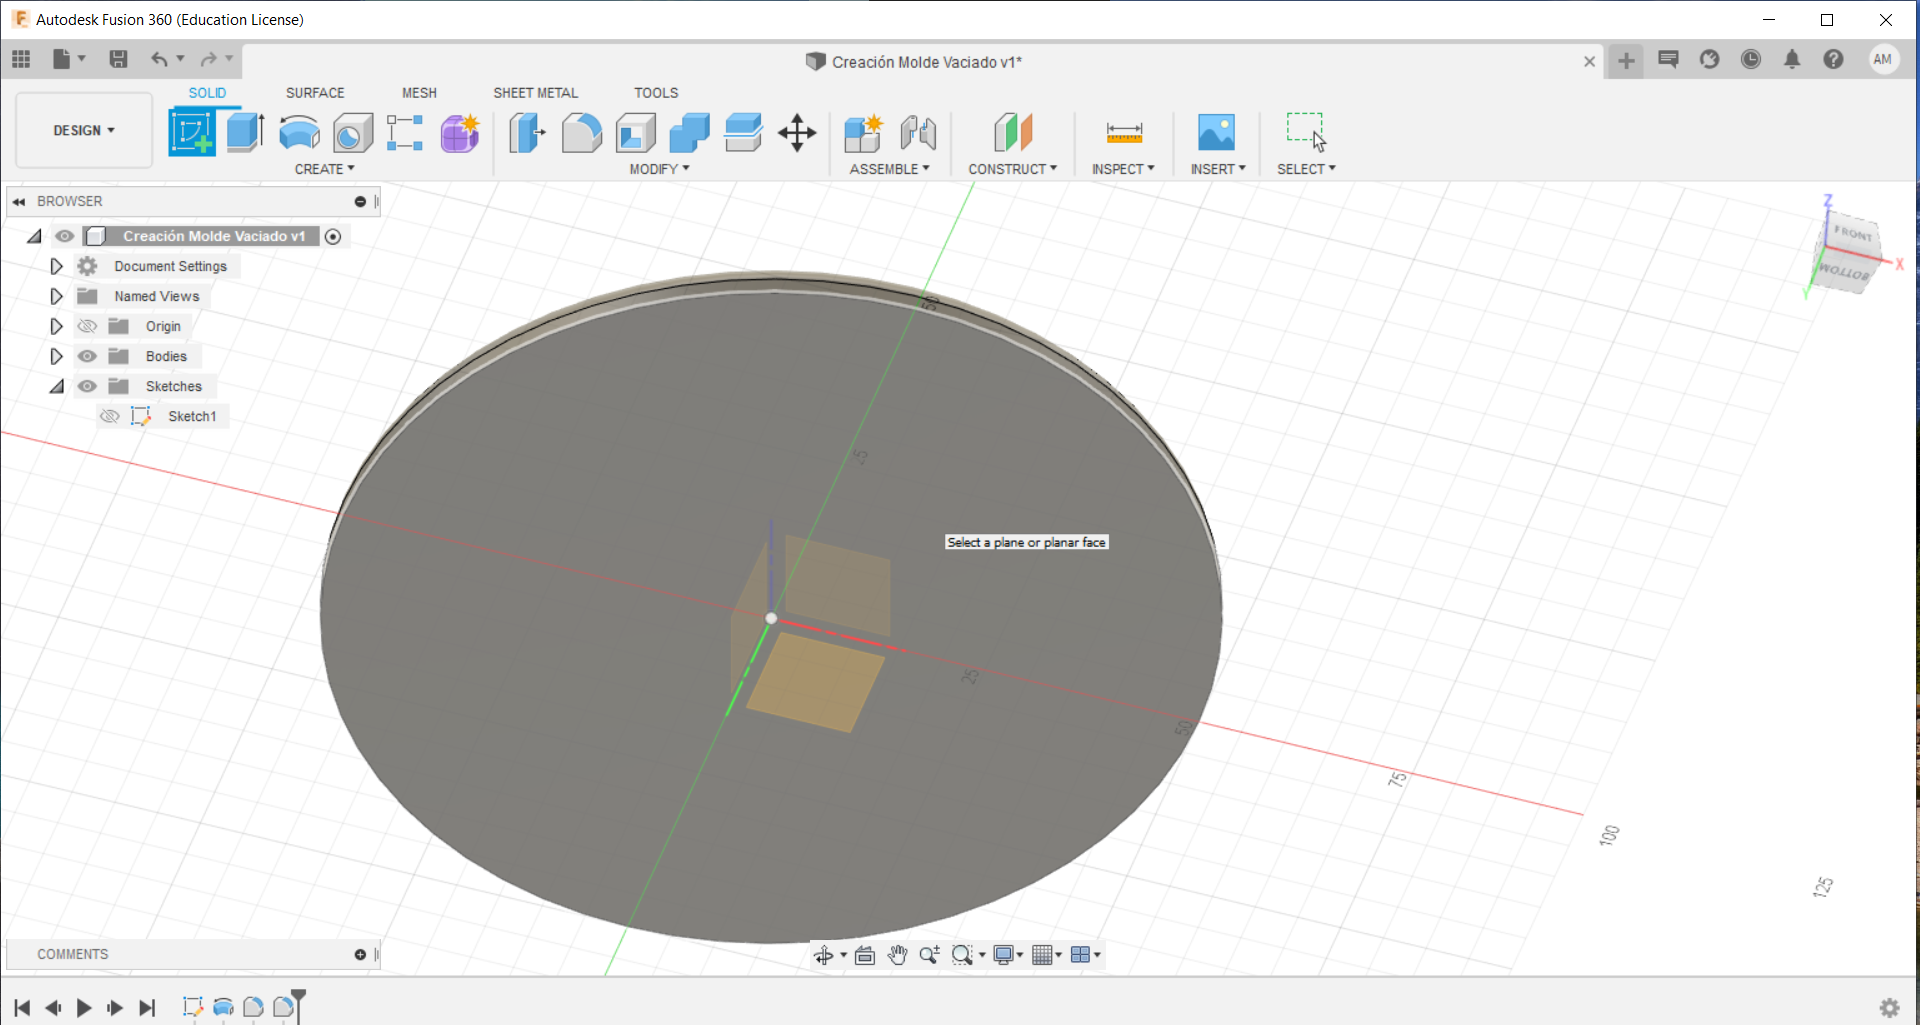 Autodesk Fusion 360 (Education License)
Creación Molde Vaciado v1*
AM
DESIGN
SOLID
SURFACE
MESH
SHEET METAL
TOOLS
CREATE
MODIFY
ASSEMBLE
CONSTRUCT
INSPECT
INSERT
SELECT
BROWSER
Creación Molde Vaciado v1
Document Settings
Named Views
Origin
Bodies
Sketches
Sketch1
Z
FRONT
X
BOTTOM
Y
50
Select a plane or planar face
25
50
75
100
125
COMMENTS